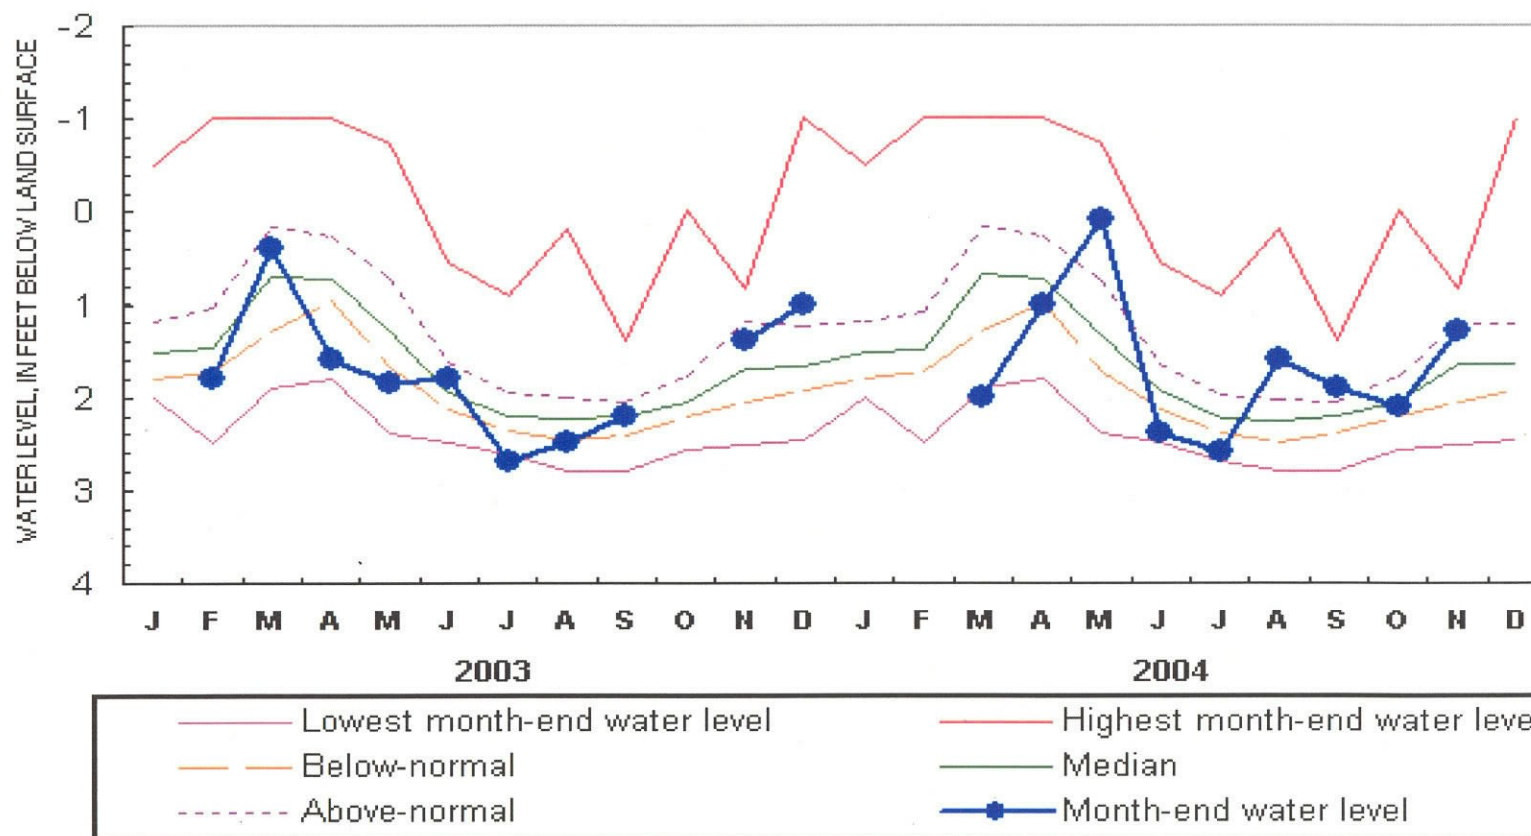 WATER LEVEL, IN FEET BELOW LAND SURFACE
-2
-1
0
1
2
3
4
J F M A M J J A S O N D J F M A M J J A S O N D
2003 2004
Lowest month-end water level Highest month-end water leve
Below-normal Median
Above-normal Month-end water level